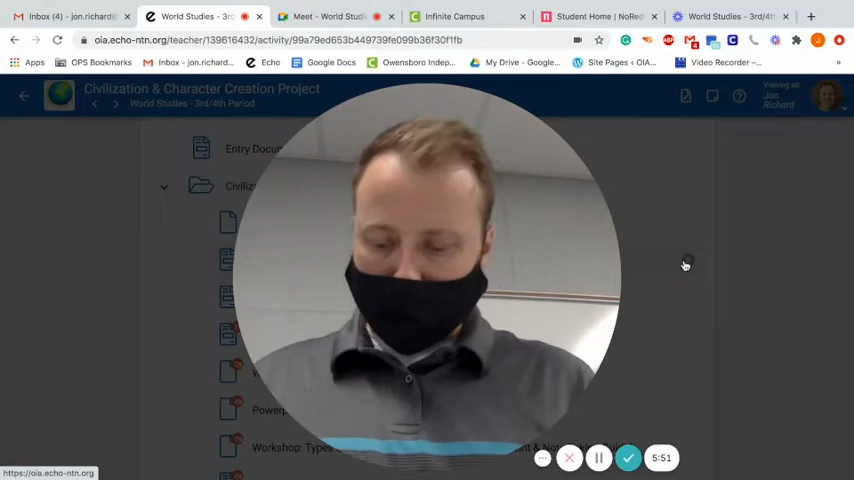 Inbox (4) - jon.richard@
World Studies - 3rd
Meet - World Studi
Infinite Campus
Student Home | NoRed
World Studies - 3rd/4t
oia.echo-ntn.org/teacher/139616432/activity/99a79ed653b449739fe099b36f30f1fb
Apps
OPS Bookmarks
Inbox - jon.richard...
Echo
Google Docs
Owensboro Indep...
My Drive - Google...
Site Pages < OIA...
Video Recorder –...
Civilization & Character Creation Project
World Studies - 3rd/4th Period
Viewing as:
Jon
Richard
Entry Docum
Civiliz
Powerp
Workshop: Types
5:51
https://oia.echo-ntn.org